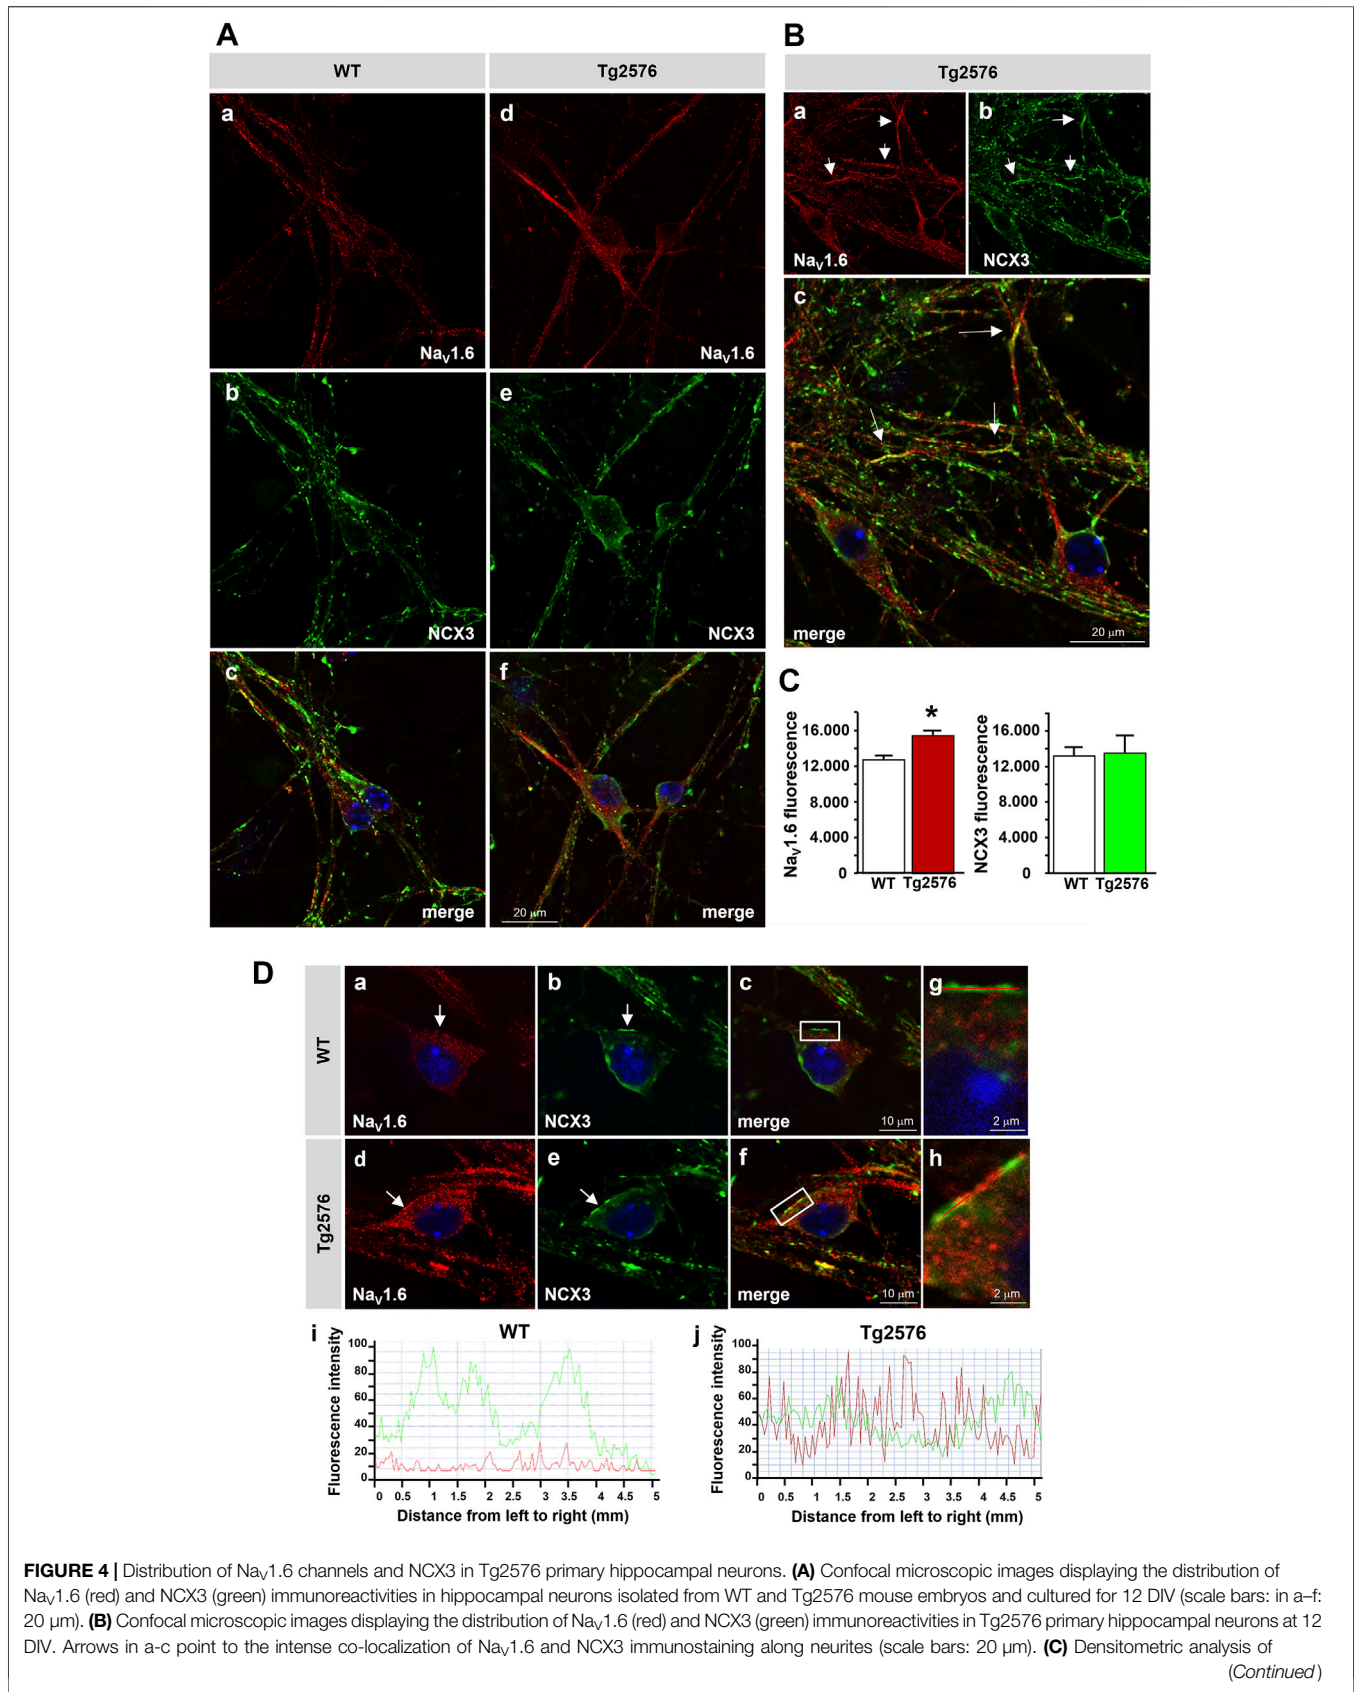 A
WT
Tg2576
a
NaV1.6
d
NaV1.6
b
NCX3
e
NCX3
c
merge
f
20 µm
merge
B
Tg2576
a
NaV1.6
b
NCX3
c
merge
20 µm
C
NaV1.6 fluorescence
16.000
12.000
8.000
4.000
0
*
WT
Tg2576
NCX3 fluorescence
16.000
12.000
8.000
4.000
0
WT
Tg2576
D
WT
a
NaV1.6
b
NCX3
c
merge
10 µm
g
2 µm
Tg2576
d
NaV1.6
e
NCX3
f
merge
10 µm
h
2 µm
i
WT
Fluorescence intensity
100
80
60
40
20
0
0 0.5 1 1.5 2 2.5 3 3.5 4 4.5 5
Distance from left to right (mm)
j
Tg2576
Fluorescence intensity
100
80
60
40
20
0
0 0.5 1 1.5 2 2.5 3 3.5 4 4.5 5
Distance from left to right (mm)
FIGURE 4 | Distribution of NaV1.6 channels and NCX3 in Tg2576 primary hippocampal neurons. (A) Confocal microscopic images displaying the distribution of
NaV1.6 (red) and NCX3 (green) immunoreactivities in hippocampal neurons isolated from WT and Tg2576 mouse embryos and cultured for 12 DIV (scale bars: in a–f:
20 µm). (B) Confocal microscopic images displaying the distribution of NaV1.6 (red) and NCX3 (green) immunoreactivities in Tg2576 primary hippocampal neurons at 12
DIV. Arrows in a-c point to the intense co-localization of NaV1.6 and NCX3 immunostaining along neurites (scale bars: 20 µm). (C) Densitometric analysis of
(Continued)